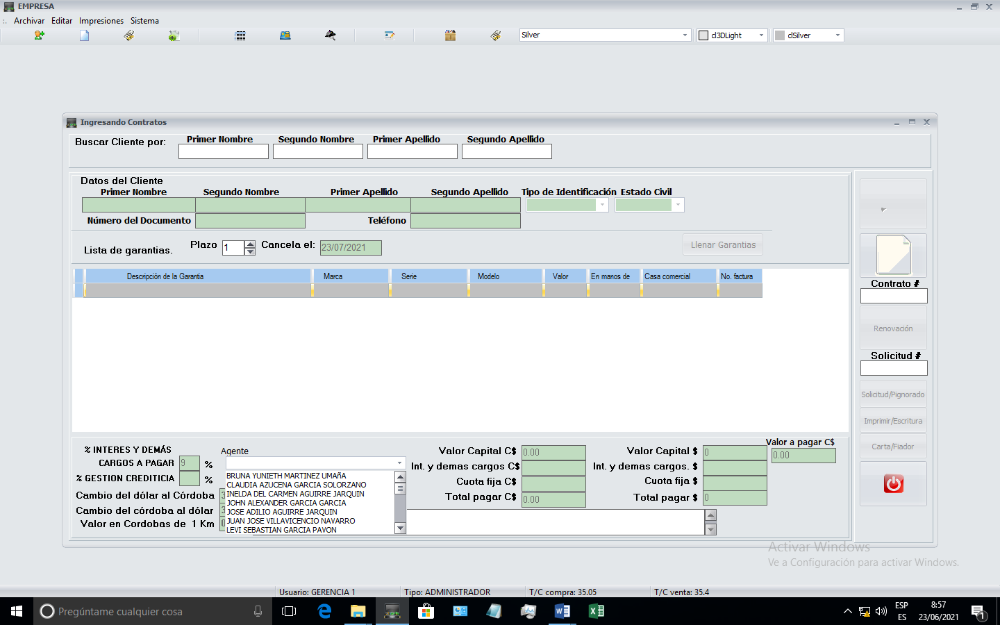 EMPRESA
Archivar Editar Impresiones Sistema
Silver cl3DLight clSilver
Ingresando Contratos
Buscar Cliente por: Primer Nombre Segundo Nombre Primer Apellido Segundo Apellido
Datos del Cliente
Primer Nombre Segundo Nombre Primer Apellido Segundo Apellido Tipo de Identificación Estado Civil
Número del Documento Teléfono
Lista de garantias. Plazo 1 Cancela el: 23/07/2021 Llenar Garantias
Descripción de la Garantia Marca Serie Modelo Valor En manos de Casa comercial No. factura
Contrato #
Renovación
Solicitud #
Solicitud/Pignorado
Imprimir/Escritura
Carta/Fiador
% INTERES Y DEMÁS
CARGOS A PAGAR 9 %
% GESTION CREDITICIA %
Cambio del dólar al Córdoba 3
Cambio del córdoba al dólar 3
Valor en Cordobas de 1 Km 0
Agente
BRUNA YUNIETH MARTINEZ UMAñA
CLAUDIA AZUCENA GARCIA SOLORZANO
INELDA DEL CARMEN AGUIRRE JARQUIN
JOHN ALEXANDER GARCIA GARCIA
JOSE ADILIO AGUIRRE JARQUIN
JUAN JOSE VILLAVICENCIO NAVARRO
LEVI SEBASTIAN GARCIA PAVON
Valor Capital C$ 0.00
Int. y demas cargos C$
Cuota fija C$
Total pagar C$ 0.00
Valor Capital $ 0
Int. y demas cargos. $
Cuota fija $
Total pagar $ 0
Valor a pagar C$
0.00
Activar Windows
Ve a Configuración para activar Windows.
Usuario: GERENCIA 1 Tipo: ADMINISTRADOR T/C compra: 35.05 T/C venta: 35.4
Pregúntame cualquier cosa
ESP
ES
8:57
23/06/2021
1